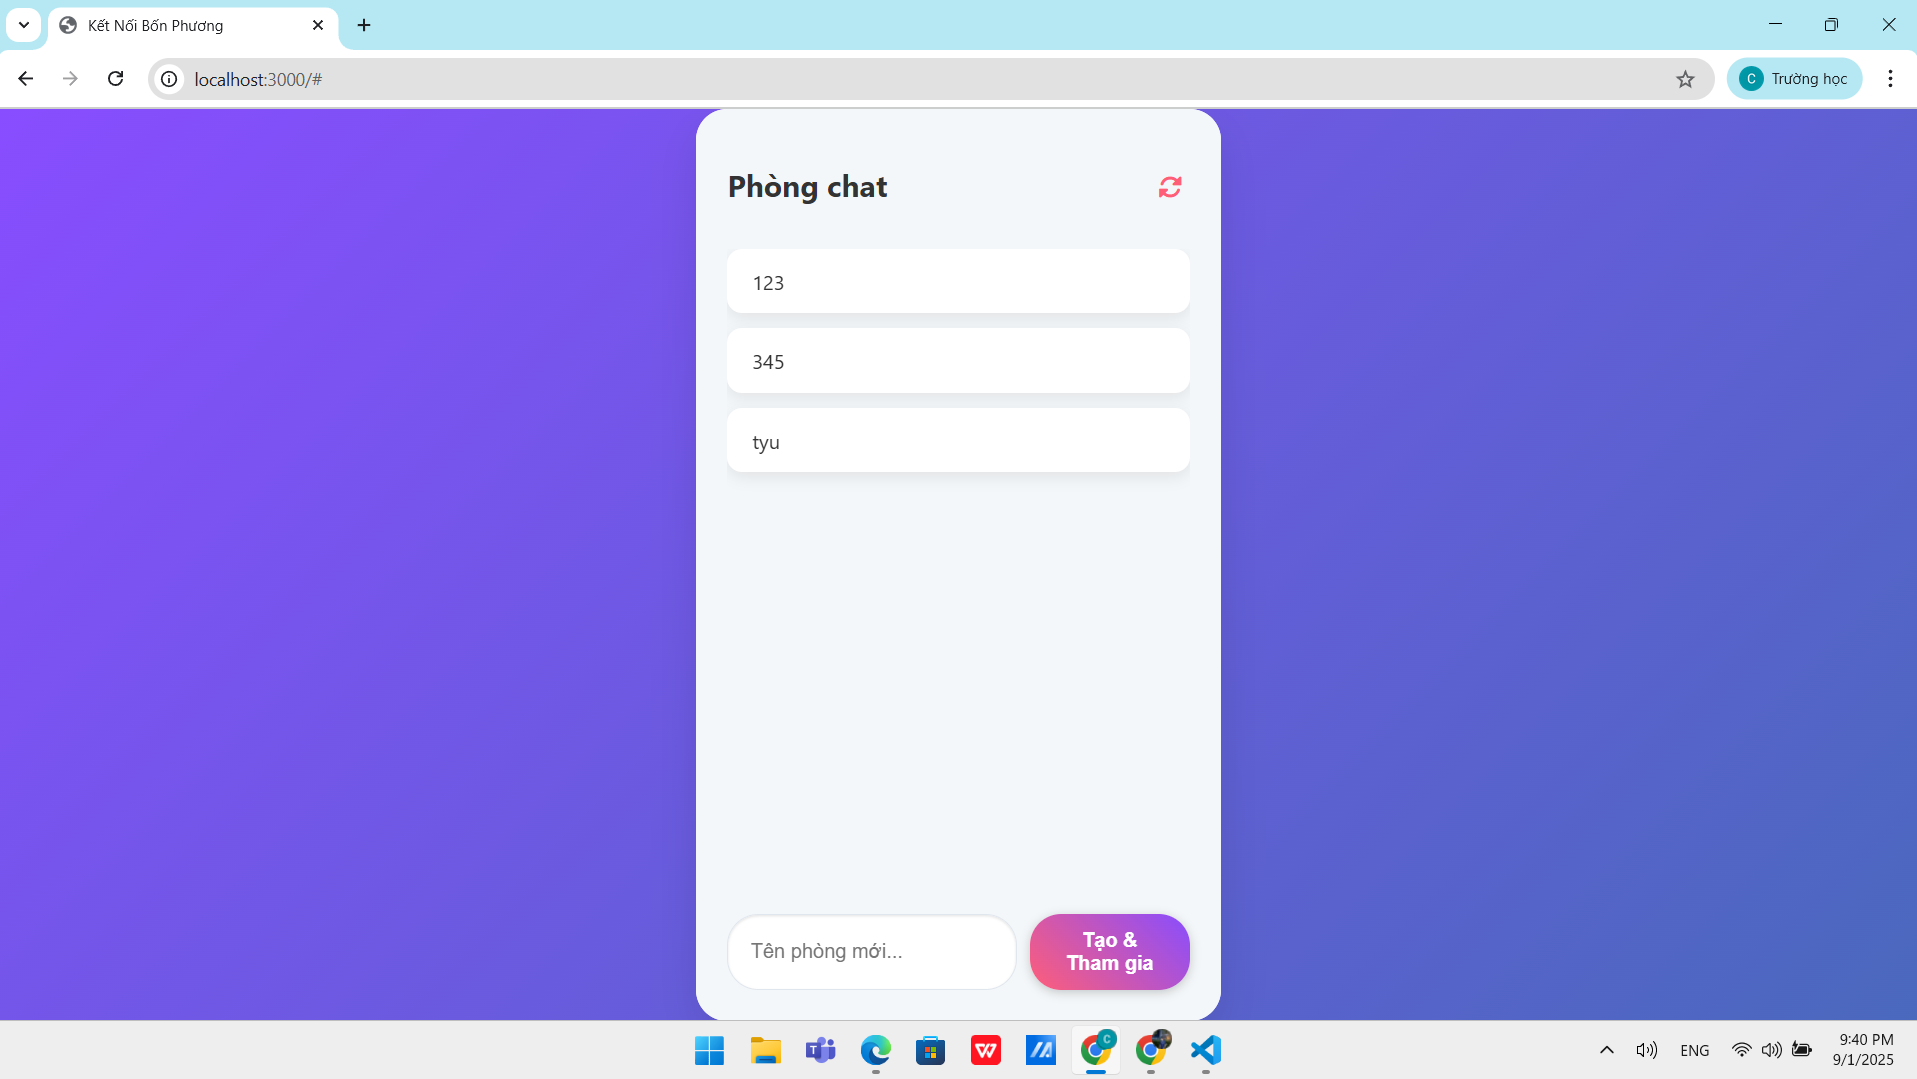 Kết Nối Bốn Phương
localhost:3000/#
C Trường học
Phòng chat
123
345
tyu
Tên phòng mới...
Tạo &
Tham gia
C
ENG
9:40 PM
9/1/2025